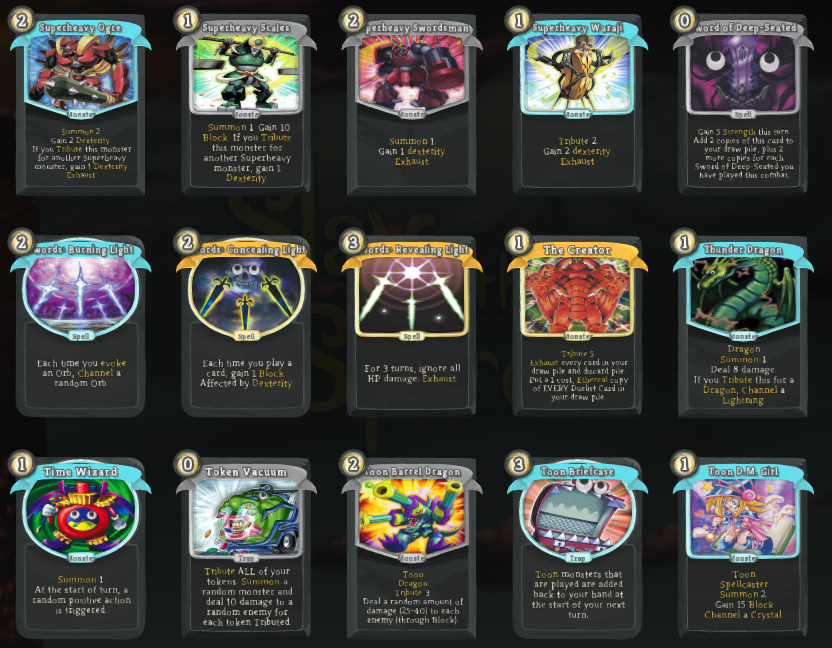 2
Superheavy Ogre
Monster
Summon 2
Gain 2 Dexterity
If you Tribute this monster
for another Superheavy
monster, gain 1 Dexterity
Exhaust
1
Superheavy Scales
Monster
Summon 1 Gain 10
Block If you Tribute
this monster for
another Superheavy
monster, gain 1
Dexterity
2
perheavy Swordsman
Monster
Summon 1
Gain 1 dexterity
Exhaust
1
Superheavy Waraji
Monster
Tribute 2
Gain 2 dexterity
Exhaust
0
word of Deep-Seated
Spell
Gain 5 Strength this turn
Add 2 copies of this card to
your draw pile, plus 2
more copies for each
Sword of Deep-Seated you
have played this combat.
2
words: Burning Light
Spell
Each time you evoke
an Orb, Channel a
random Orb.
2
words: Concealing Light
Spell
Each time you play a
card, gain 1 Block
Affected by Dexterity
3
ords: Revealing Light
Spell
For 3 turns, ignore all
HP damage. Exhaust
1
The Creator
Monster
Tribute 5
Exhaust every card in your
draw pile and discard pile
Put a 1 cost, Ethereal copy
of EVERY Duelist Card in
your draw pile
1
Thunder Dragon
Monster
Dragon
Summon 1
Deal 8 damage
If you Tribute this for a
Dragon, Channel a
Lightning
1
Time Wizard
Monster
Summon 1
At the start of turn, a
random positive action
is triggered.
0
Token Vacuum
Trap
Tribute ALL of your
tokens. Summon a
random monster and
deal 10 damage to a
random enemy for
each token Tributed.
2
Toon Barrel Dragon
Monster
Toon
Dragon
Tribute 3
Deal a random amount of
damage (25-40) to each
enemy (through Block)
3
Toon Briefcase
Trap
Toon monsters that
are played are added
back to your hand at
the start of your next
turn.
1
Toon D.M. Girl
Monster
Toon
Spellcaster
Summon 2
Gain 15 Block
Channel a Crystal.